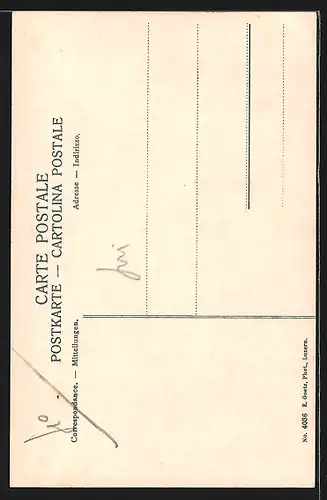 CARTE POSTALE
POSTKARTE — CARTOLINA POSTALE
Correspondance. — Mitteilungen.
Adresse — Indirizzo.
No. 4036 E. Goetz, Phot., Luzern.